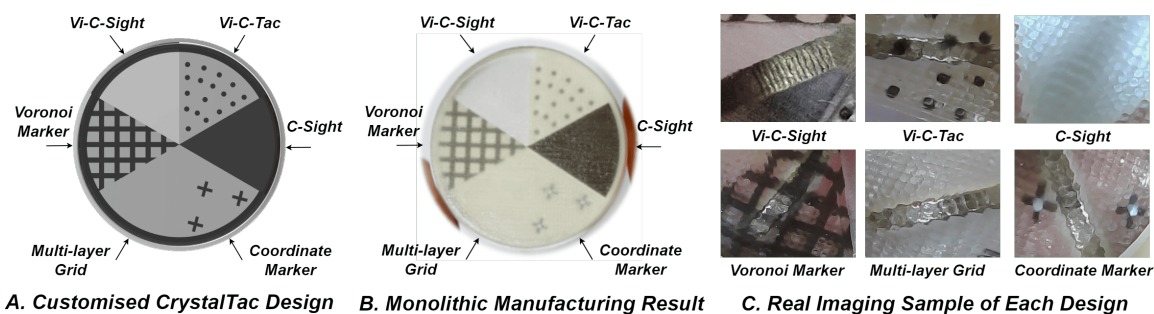 Vi-C-Sight
Vi-C-Tac
Voronoi
Marker
C-Sight
Multi-layer
Grid
Coordinate
Marker
A. Customised CrystalTac Design
Vi-C-Sight
Vi-C-Tac
Voronoi
Marker
C-Sight
Multi-layer
Grid
Coordinate
Marker
B. Monolithic Manufacturing Result
Vi-C-Sight
Vi-C-Tac
C-Sight
Voronoi Marker
Multi-layer Grid
Coordinate Marker
C. Real Imaging Sample of Each Design